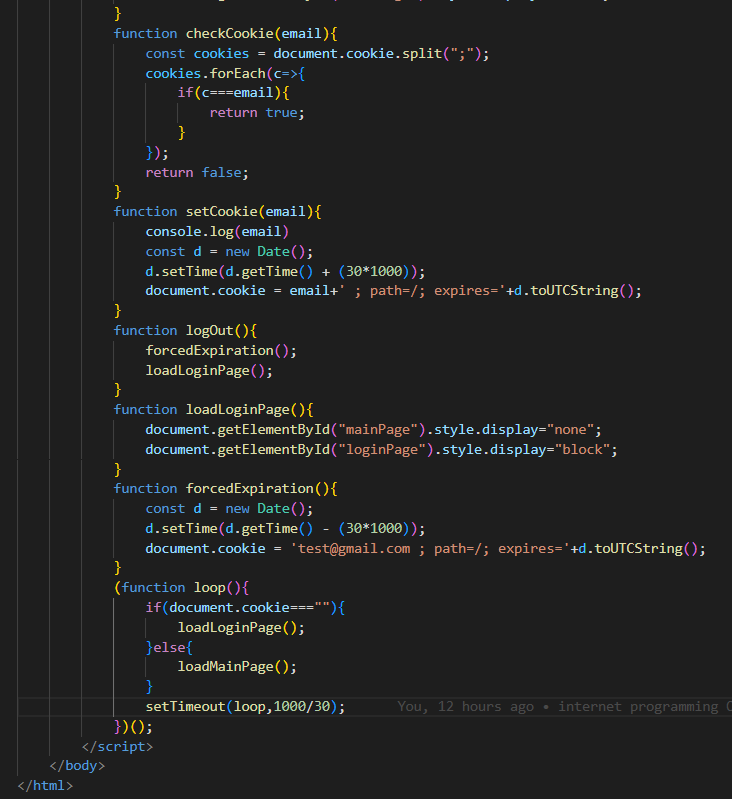 }
function checkCookie(email){
const cookies = document.cookie.split(";");
cookies.forEach(c=>{
if(c===email){
return true;
}
});
return false;
}
function setCookie(email){
console.log(email)
const d = new Date();
d.setTime(d.getTime() + (30*1000));
document.cookie = email+' ; path=/; expires='+d.toUTCString();
}
function logOut(){
forcedExpiration();
loadLoginPage();
}
function loadLoginPage(){
document.getElementById("mainPage").style.display="none";
document.getElementById("loginPage").style.display="block";
}
function forcedExpiration(){
const d = new Date();
d.setTime(d.getTime() - (30*1000));
document.cookie = 'test@gmail.com ; path=/; expires='+d.toUTCString();
}
(function loop(){
if(document.cookie===""){
loadLoginPage();
}else{
loadMainPage();
}
setTimeout(loop,1000/30); You, 12 hours ago • internet programming
})();
</script>
</body>
</html>